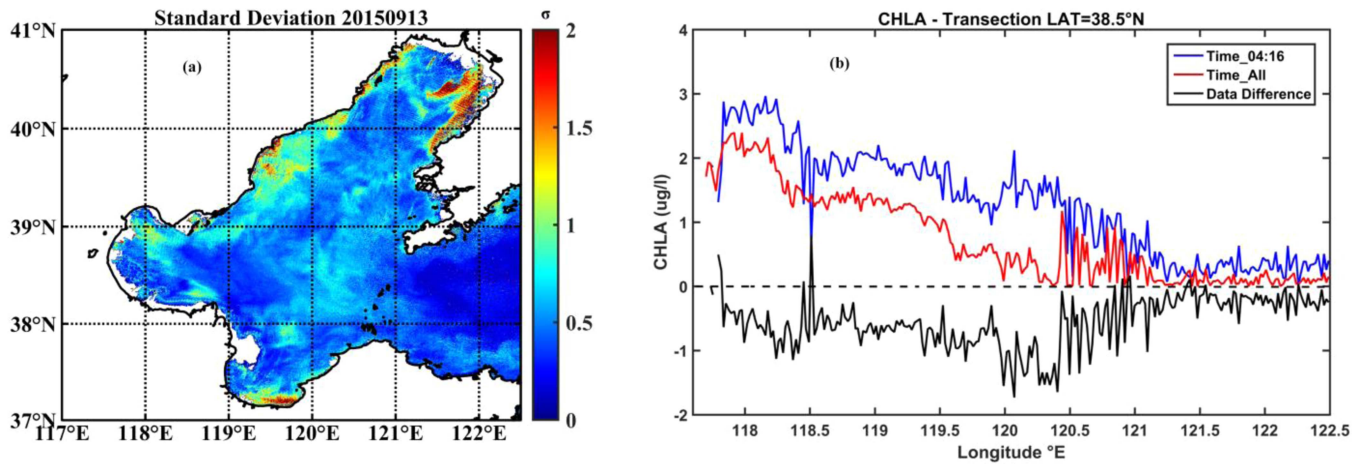 Standard Deviation 20150913
σ
(a)
41°N
40°N
39°N
38°N
37°N
117°E 118°E 119°E 120°E 121°E 122°E
2
1.5
1
0.5
0
CHLA - Transection LAT=38.5°N
(b)
Time_04:16
Time_All
Data Difference
CHLA (ug/l)
4
3
2
1
0
-1
-2
118 118.5 119 119.5 120 120.5 121 121.5 122 122.5
Longitude °E